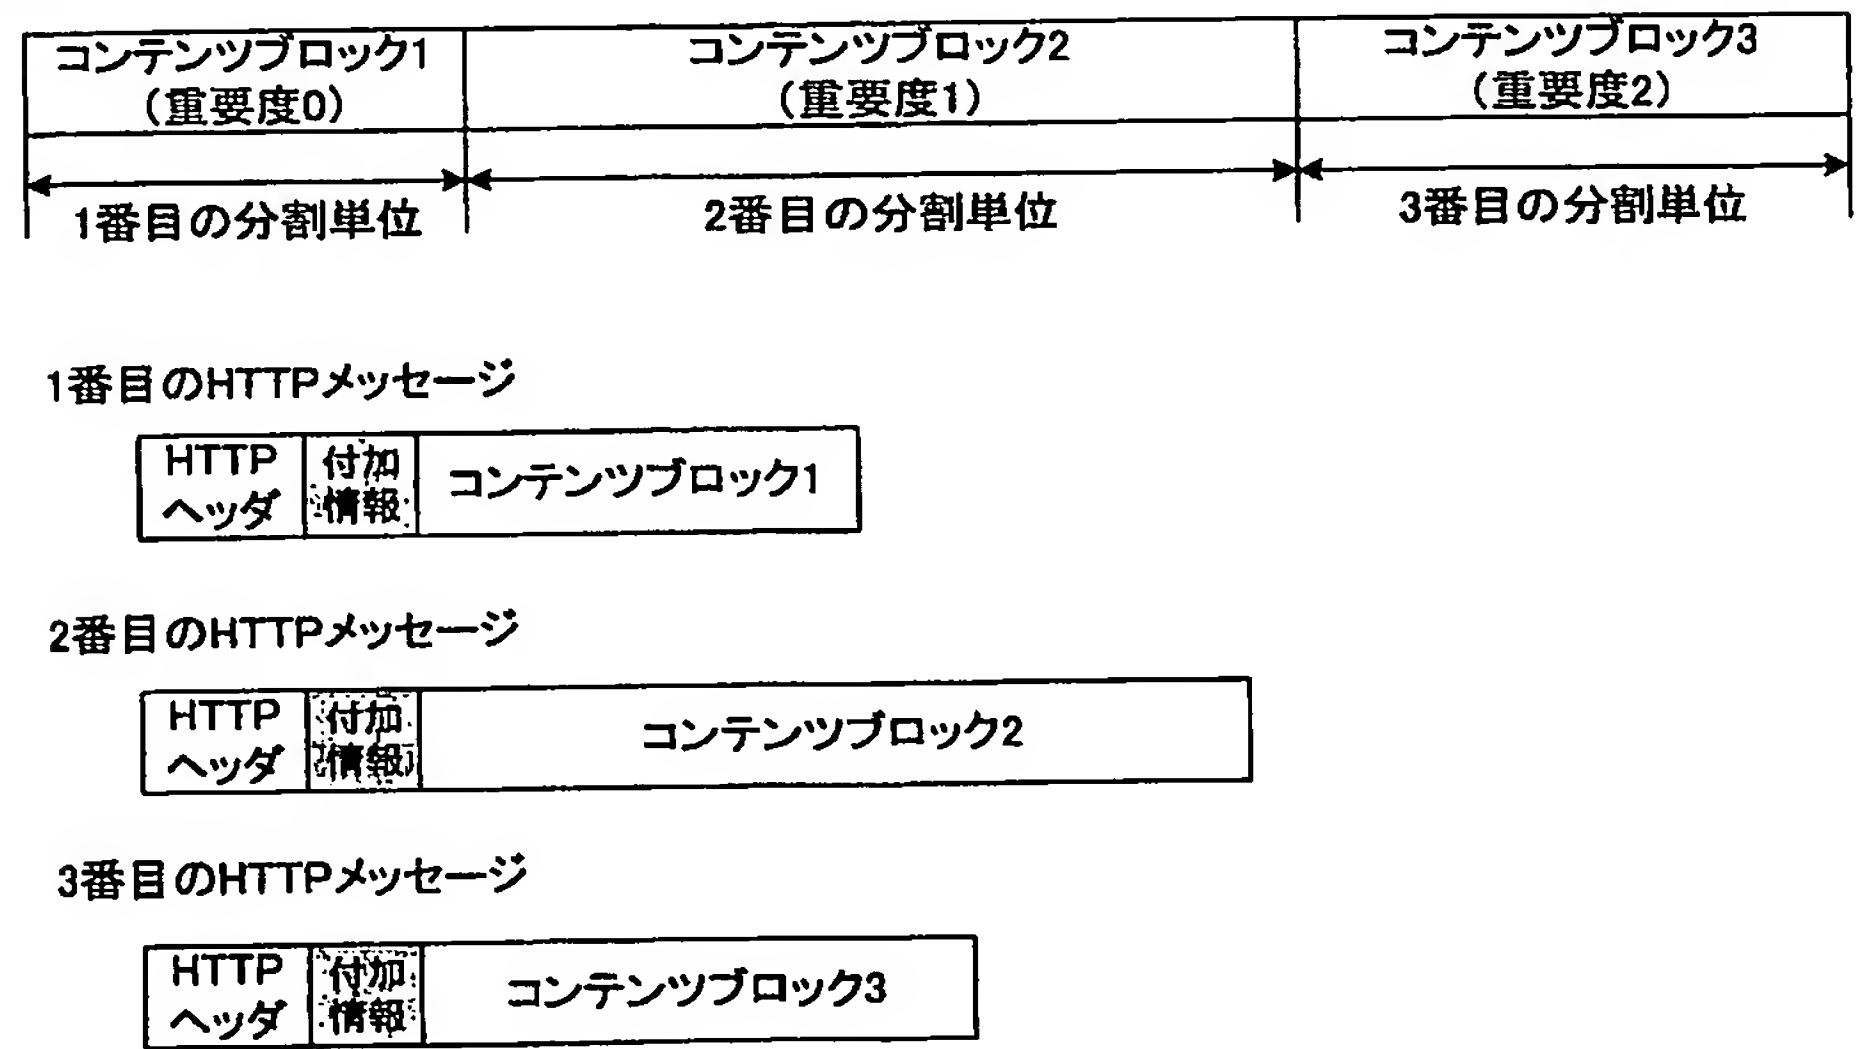 コンテンツブロック1
(重要度0)
コンテンツブロック2
(重要度1)
コンテンツブロック3
(重要度2)
1番目の分割単位
2番目の分割単位
3番目の分割単位
1番目のHTTPメッセージ
HTTP
ヘッダ
付加
情報
コンテンツブロック1
2番目のHTTPメッセージ
HTTP
ヘッダ
付加
情報
コンテンツブロック2
3番目のHTTPメッセージ
HTTP
ヘッダ
付加
情報
コンテンツブロック3